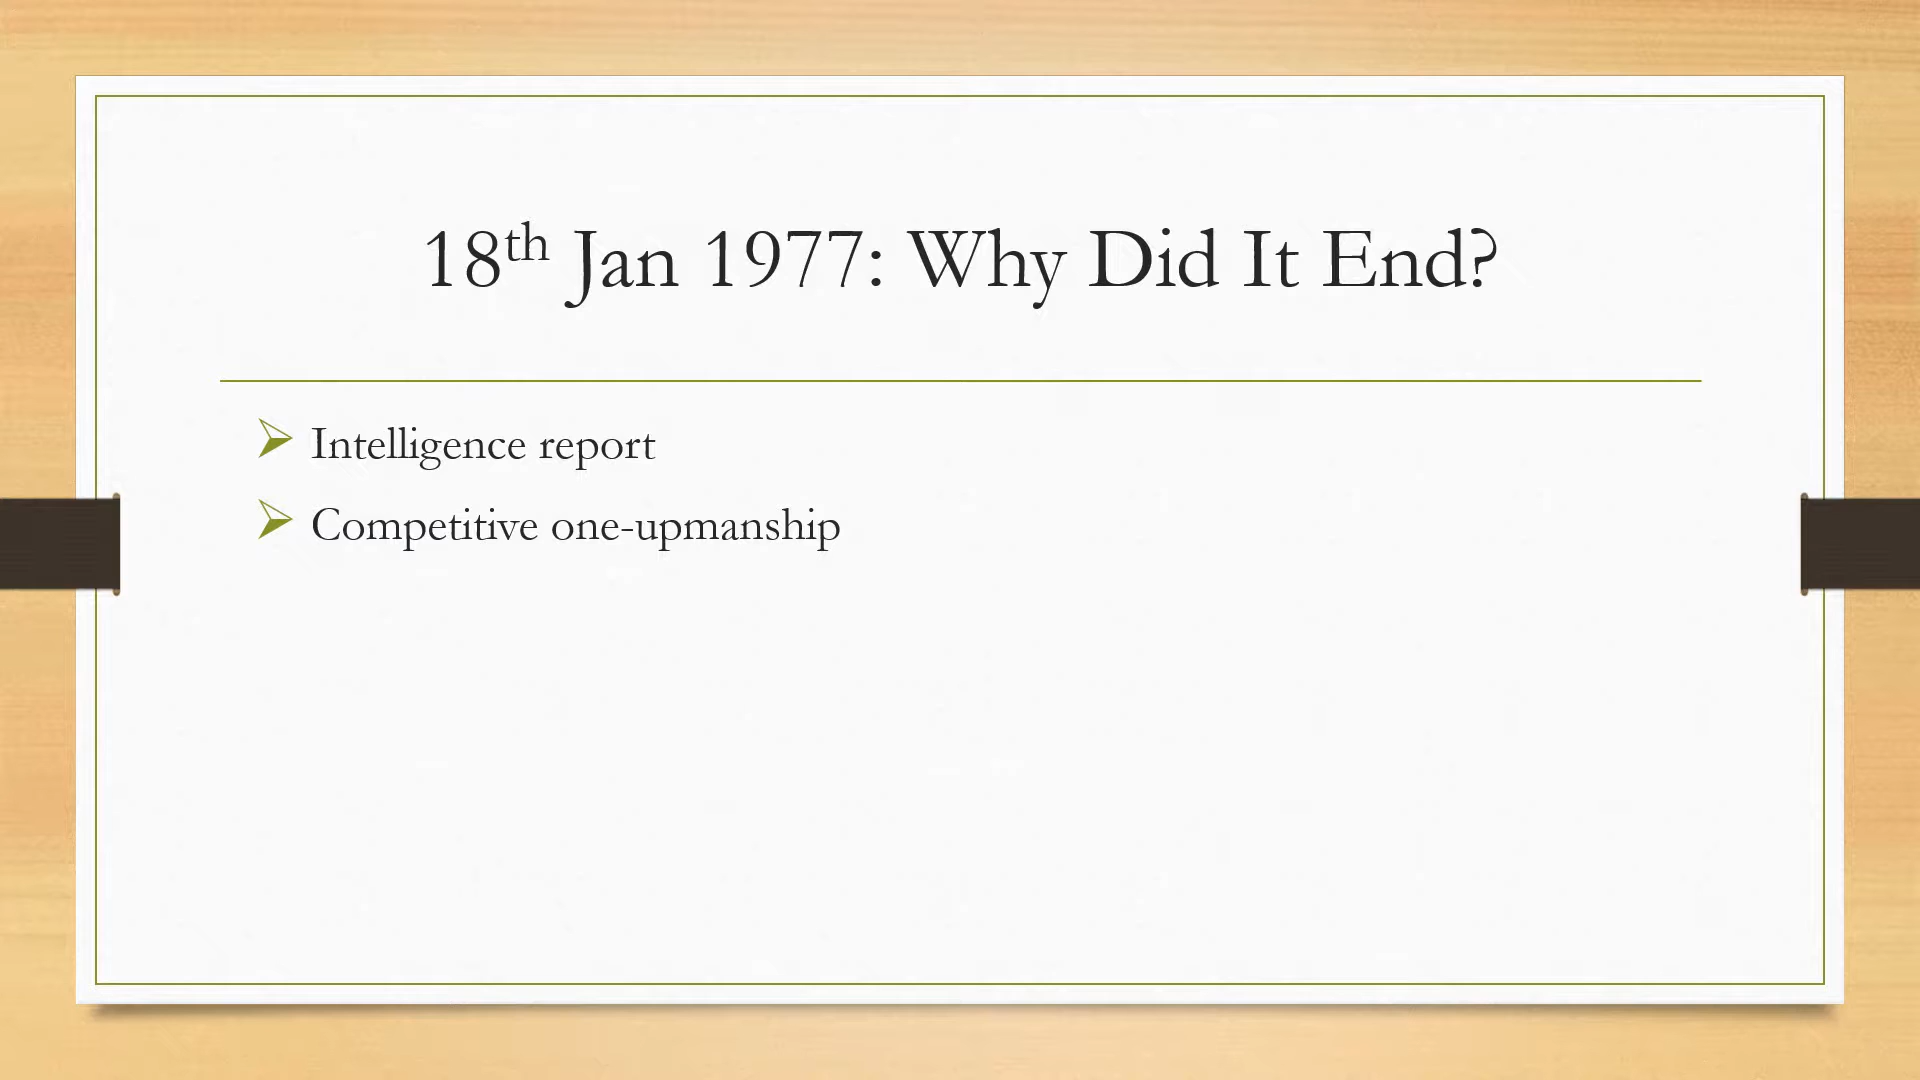 18th Jan 1977: Why Did It End?
Intelligence report
Competitive one-upmanship